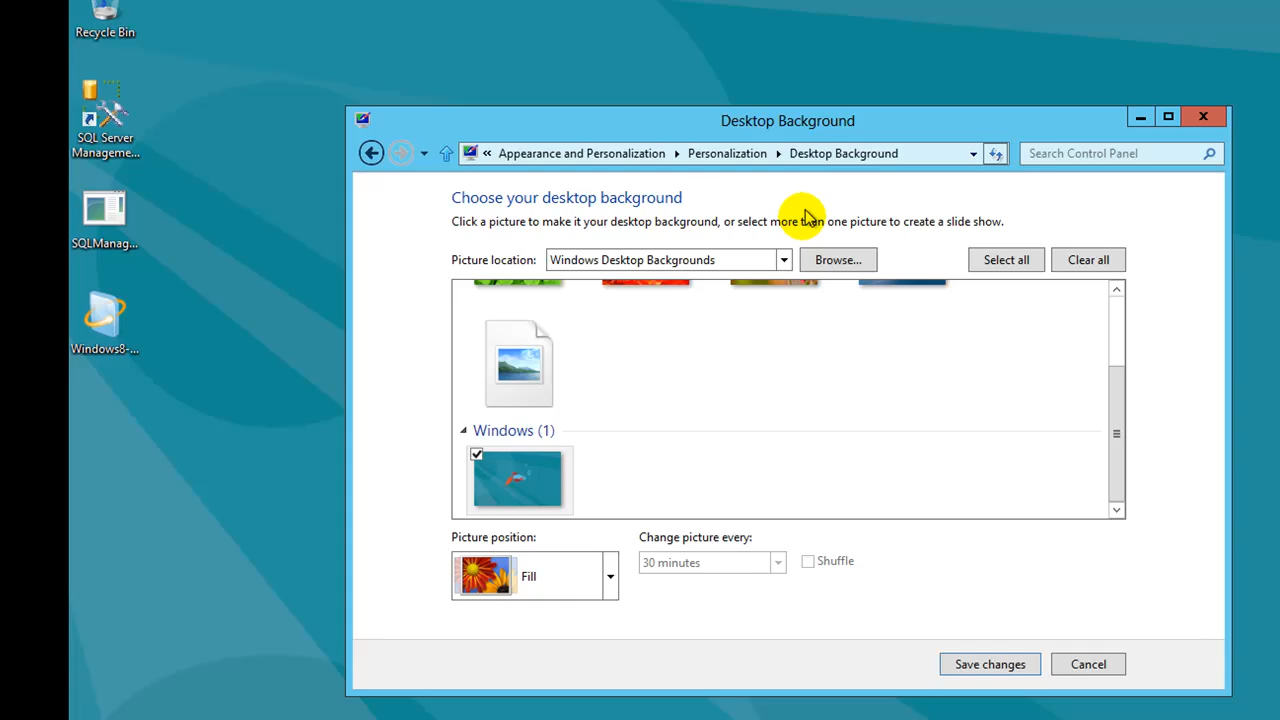 Recycle Bin
SQL Server
Manageme...
SQLManag...
Windows8-...
Desktop Background
« Appearance and Personalization Personalization Desktop Background
Search Control Panel
Choose your desktop background
Click a picture to make it your desktop background, or select more than one picture to create a slide show.
Picture location: Windows Desktop Backgrounds Browse... Select all Clear all
Windows (1)
Picture position: Change picture every:
Fill 30 minutes Shuffle
Save changes Cancel